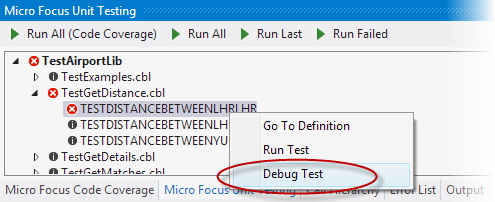 Micro Focus Unit Testing
Run All (Code Coverage) Run All Run Last Run Failed
TestAirportLib
TestExamples.cbl
TestGetDistance.cbl
TESTDISTANCEBETWEENLHRLHR
TESTDISTANCEBETWEENLH
TESTDISTANCEBETWEENYU
TestGetDetails.cbl
TestGetMatches.cbl
Go To Definition
Run Test
Debug Test
Micro Focus Code Coverage Micro Focus Unit Testing Call Hierarchy Error List Output